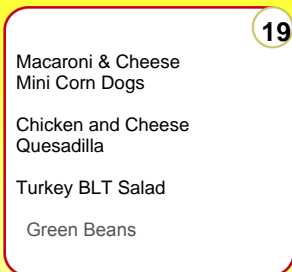 19
Macaroni & Cheese
Mini Corn Dogs
Chicken and Cheese
Quesadilla
Turkey BLT Salad
Green Beans